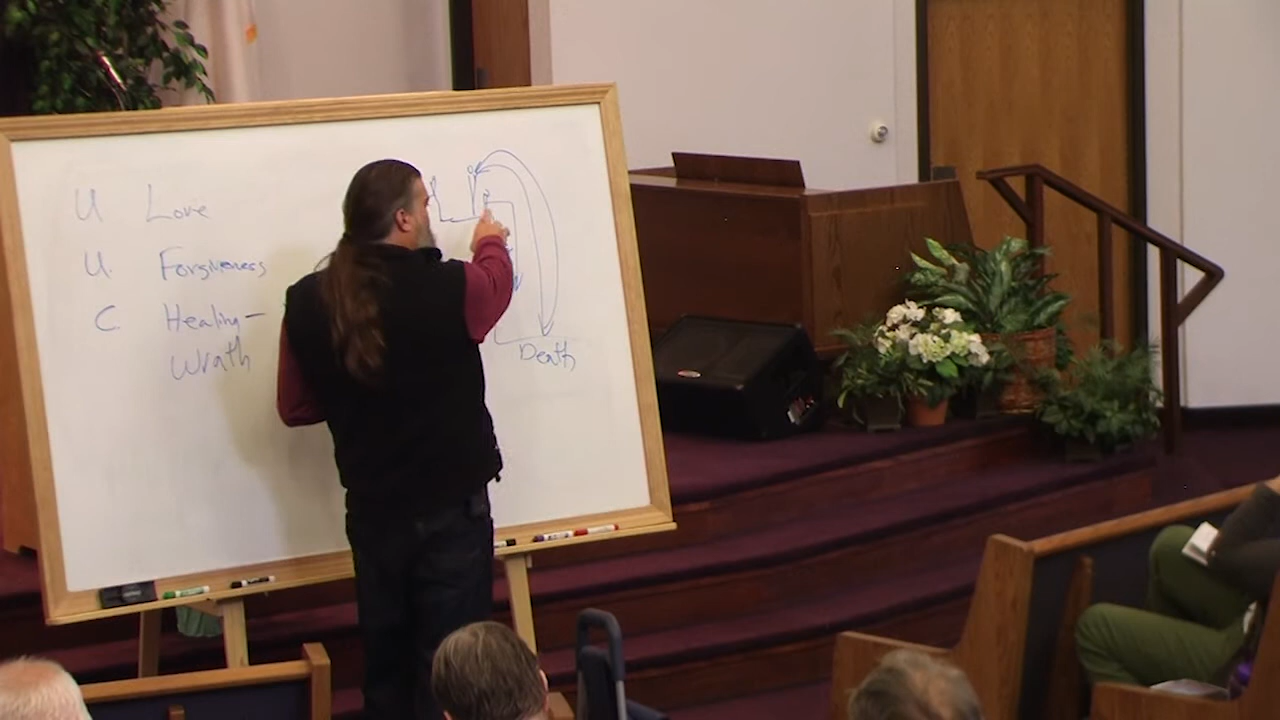 U Love
U. Forgiveness
C. Healing-
Wrath
Death